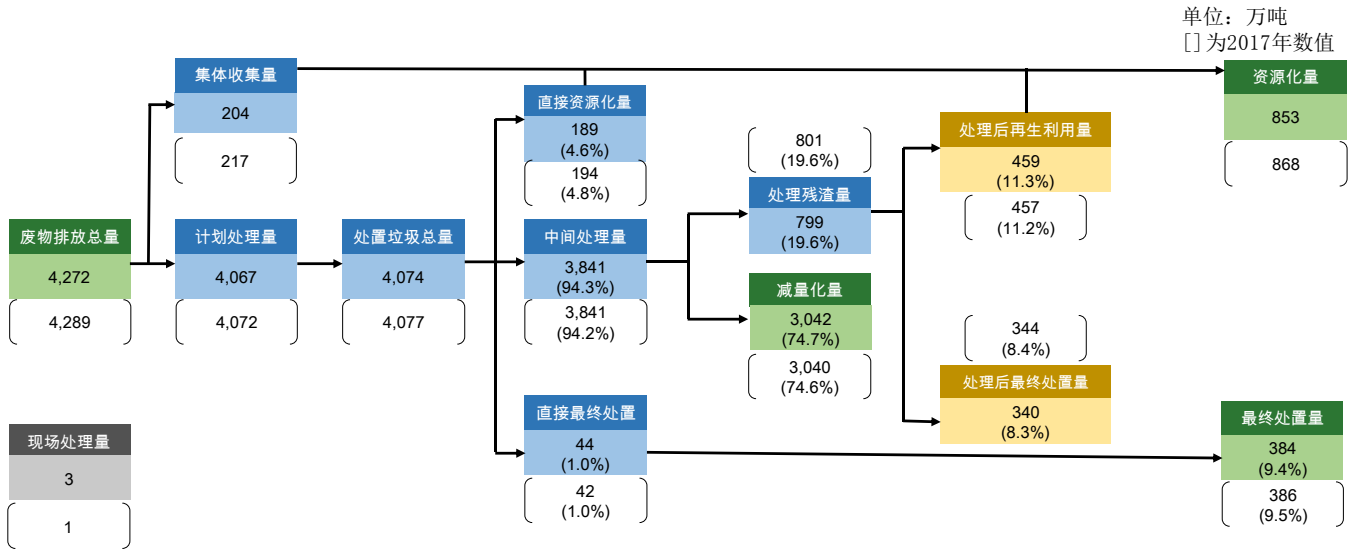 单位：万吨
[]为2017年数值
集体收集量
204
217
废物排放总量
4,272
4,289
计划处理量
4,067
4,072
处置垃圾总量
4,074
4,077
直接资源化量
189
(4.6%)
194
(4.8%)
中间处理量
3,841
(94.3%)
3,841
(94.2%)
直接最终处置
44
(1.0%)
42
(1.0%)
801
(19.6%)
处理残渣量
799
(19.6%)
减量化量
3,042
(74.7%)
3,040
(74.6%)
处理后再生利用量
459
(11.3%)
457
(11.2%)
344
(8.4%)
处理后最终处置量
340
(8.3%)
资源化量
853
868
最终处置量
384
(9.4%)
386
(9.5%)
现场处理量
3
1